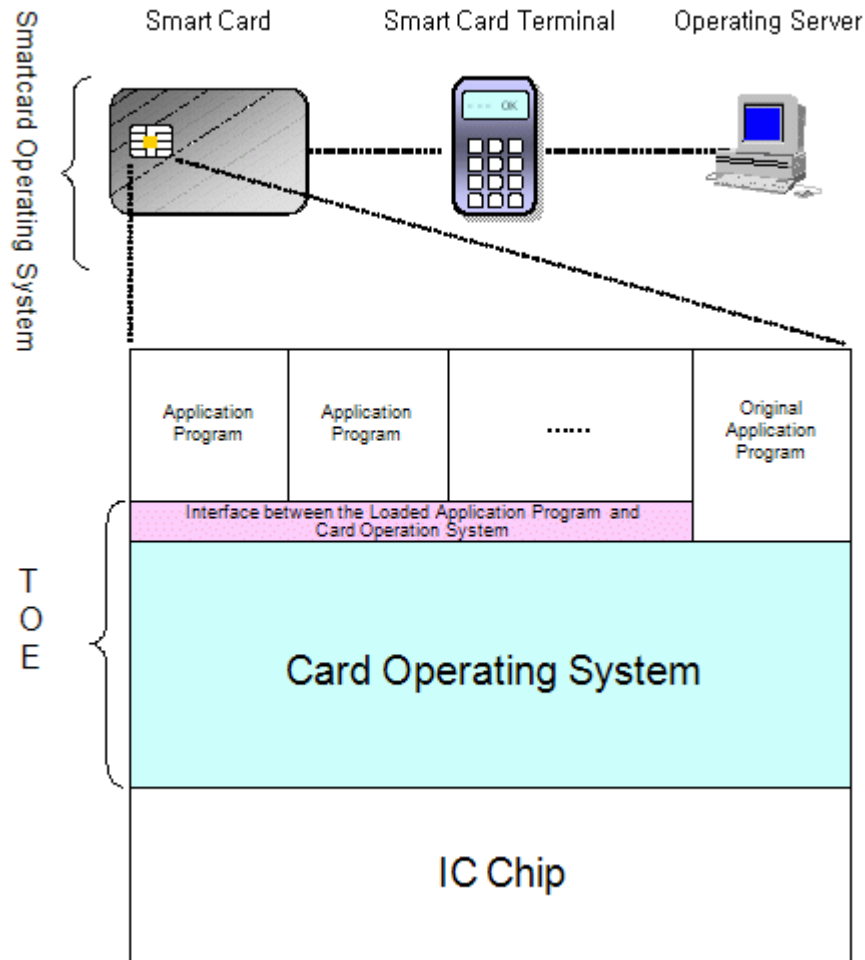 Smart Card
Smart Card Terminal
Operating Server
Smartcard Operating System
--- OK
Application
Program
Application
Program
......
Original
Application
Program
Interface between the Loaded Application Program and
Card Operation System
T
O
E
Card Operating System
IC Chip